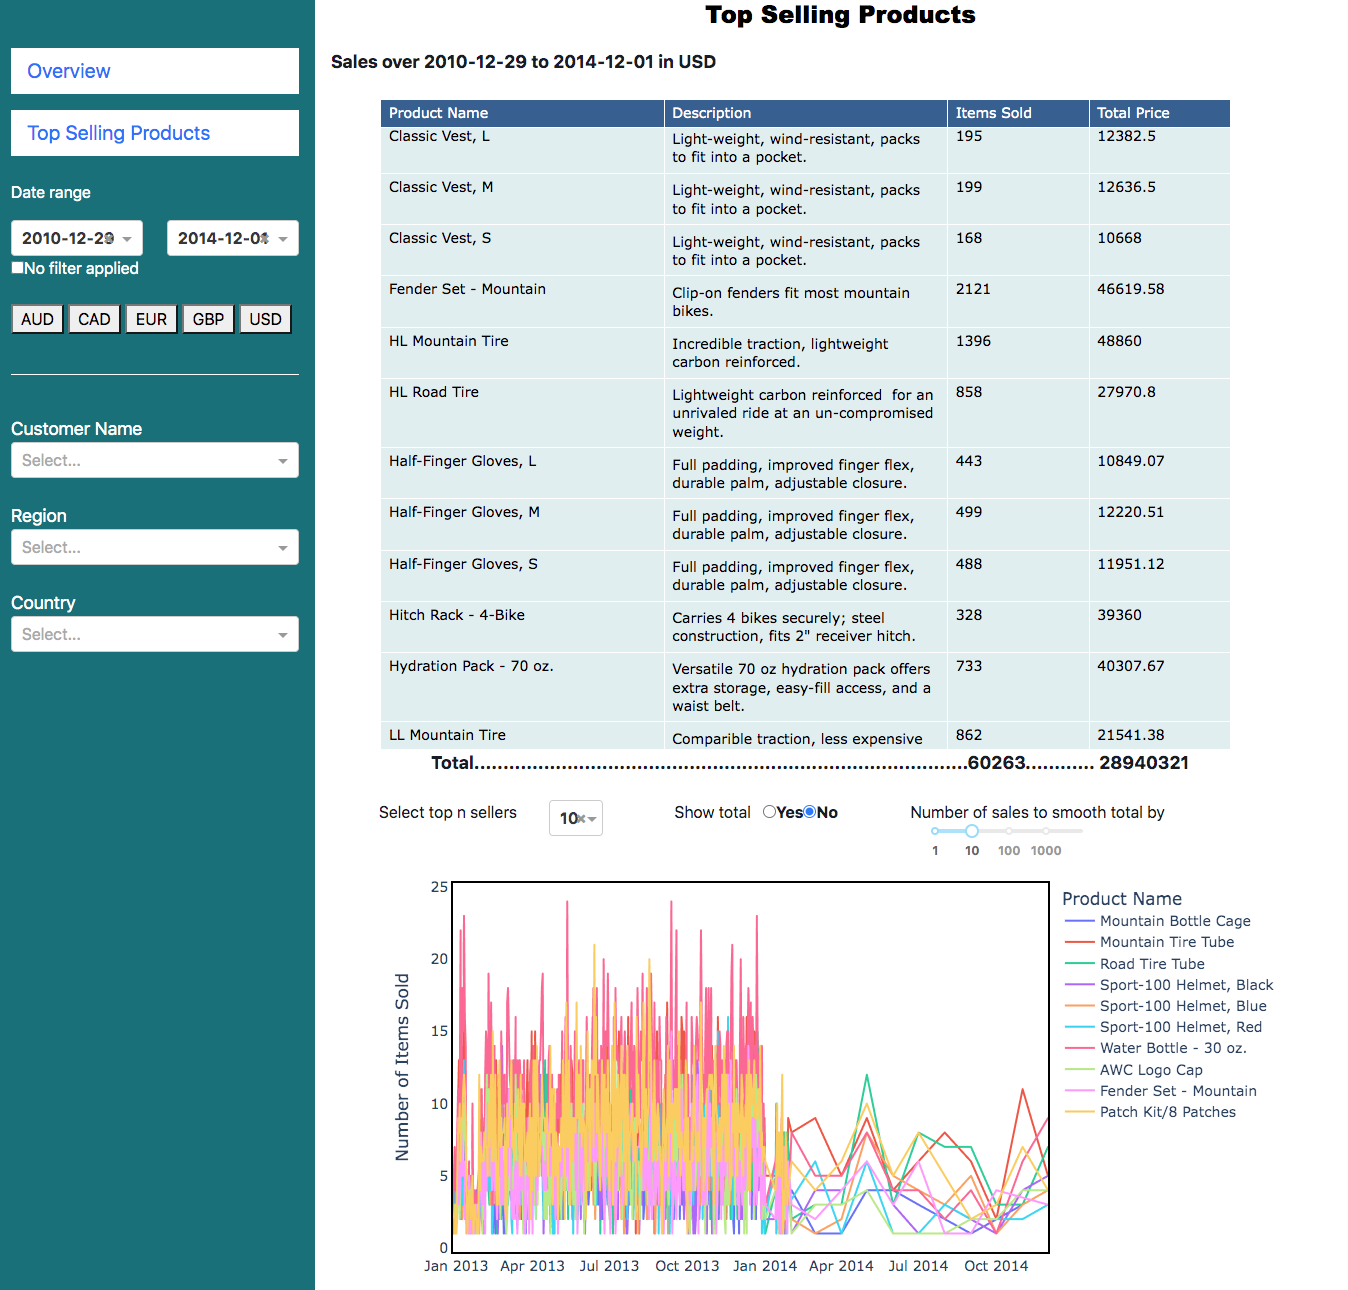 Top Selling Products
Overview
Top Selling Products
Date range
2010-12-29
2014-12-01
No filter applied
AUD CAD EUR GBP USD
Customer Name
Select...
Region
Select...
Country
Select...
Sales over 2010-12-29 to 2014-12-01 in USD
Product Name Description Items Sold Total Price
Classic Vest, L Light-weight, wind-resistant, packs 195 12382.5
to fit into a pocket.
Classic Vest, M Light-weight, wind-resistant, packs 199 12636.5
to fit into a pocket.
Classic Vest, S Light-weight, wind-resistant, packs 168 10668
to fit into a pocket.
Fender Set - Mountain Clip-on fenders fit most mountain 2121 46619.58
bikes.
HL Mountain Tire Incredible traction, lightweight 1396 48860
carbon reinforced.
HL Road Tire Lightweight carbon reinforced  for an 858 27970.8
unrivaled ride at an un-compromised
weight.
Half-Finger Gloves, L Full padding, improved finger flex, 443 10849.07
durable palm, adjustable closure.
Half-Finger Gloves, M Full padding, improved finger flex, 499 12220.51
durable palm, adjustable closure.
Half-Finger Gloves, S Full padding, improved finger flex, 488 11951.12
durable palm, adjustable closure.
Hitch Rack - 4-Bike Carries 4 bikes securely; steel 328 39360
construction, fits 2" receiver hitch.
Hydration Pack - 70 oz. Versatile 70 oz hydration pack offers 733 40307.67
extra storage, easy-fill access, and a
waist belt.
LL Mountain Tire Comparible traction, less expensive 862 21541.38
Total.....................................................................................60263............ 28940321
Select top n sellers 10 Show total Yes No Number of sales to smooth total by
1 10 100 1000
Number of Items Sold
25
20
15
10
5
0
Jan 2013 Apr 2013 Jul 2013 Oct 2013 Jan 2014 Apr 2014 Jul 2014 Oct 2014
Product Name
Mountain Bottle Cage
Mountain Tire Tube
Road Tire Tube
Sport-100 Helmet, Black
Sport-100 Helmet, Blue
Sport-100 Helmet, Red
Water Bottle - 30 oz.
AWC Logo Cap
Fender Set - Mountain
Patch Kit/8 Patches